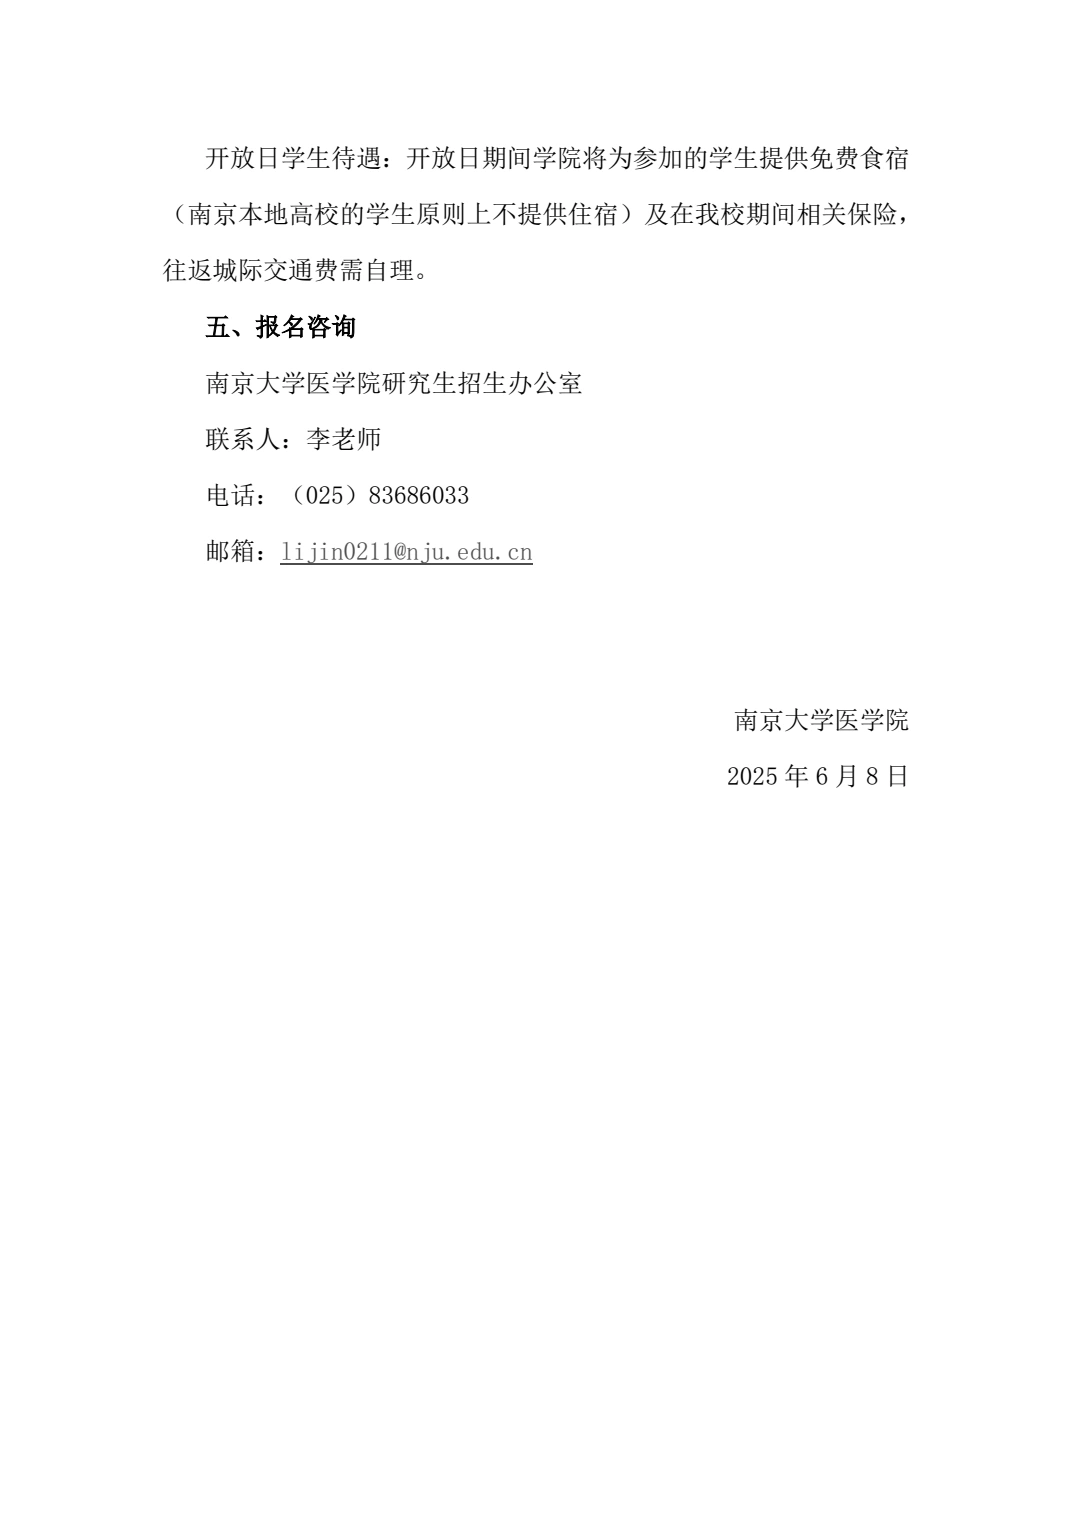 开放日学生待遇：开放日期间学院将为参加的学生提供免费食宿
（南京本地高校的学生原则上不提供住宿）及在我校期间相关保险，
往返城际交通费需自理。
五、报名咨询
南京大学医学院研究生招生办公室
联系人：李老师
电话：（025）83686033
邮箱：lijin0211@nju.edu.cn
南京大学医学院
2025 年 6 月 8 日